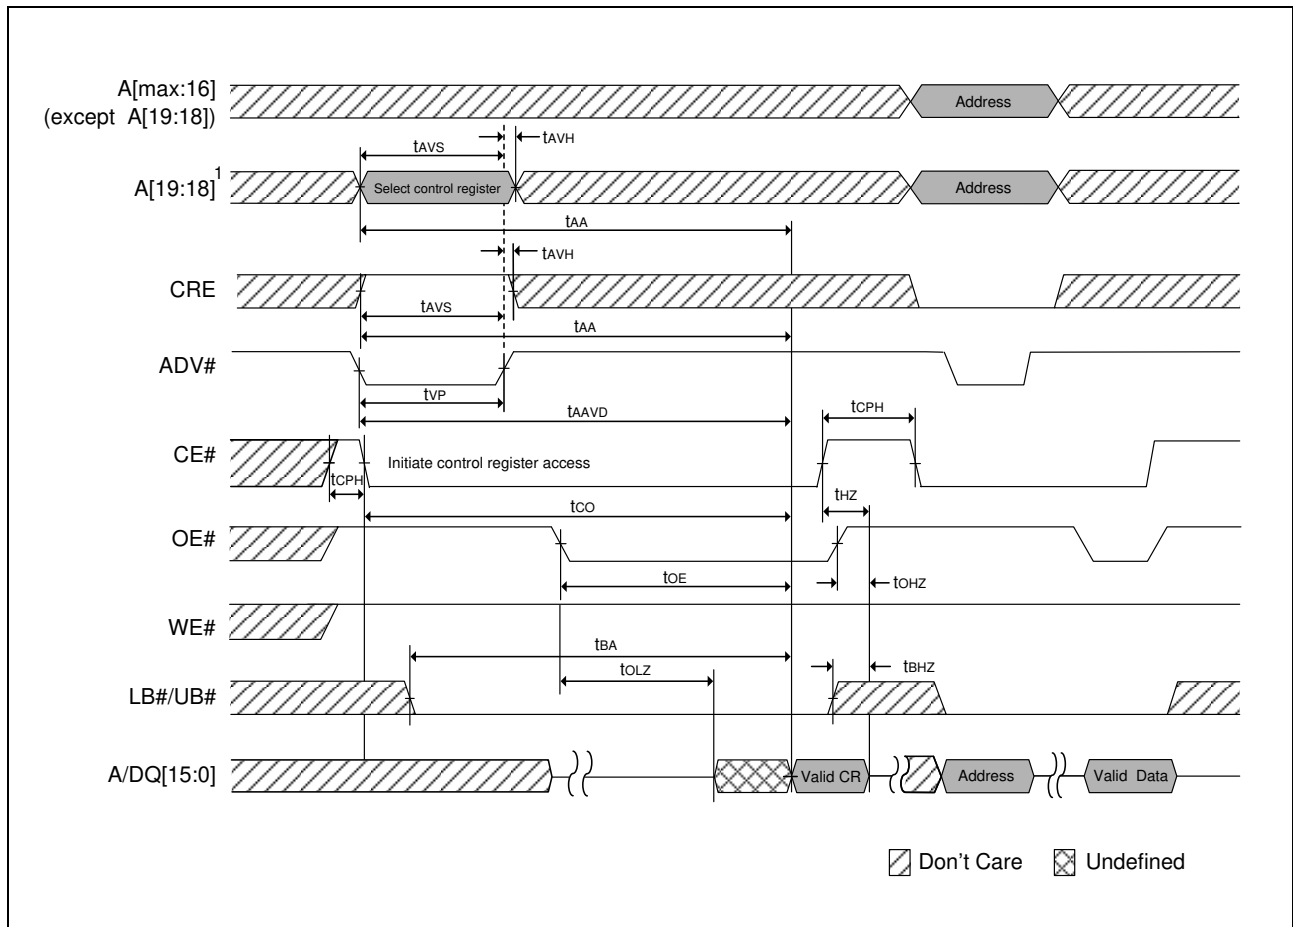 A[max:16]
(except A[19:18])
Address
tAVH
tAVS
A[19:18]1
Select control register
Address
tAA
tAVH
CRE
tAVS
tAA
ADV#
tVP
tAAVD
tCPH
CE#
Initiate control register access
tCPH
tHZ
tCO
OE#
tOE
tOHZ
WE#
tBA
tOLZ
tBHZ
LB#/UB#
A/DQ[15:0]
Valid CR
Address
Valid Data
Don't Care
Undefined